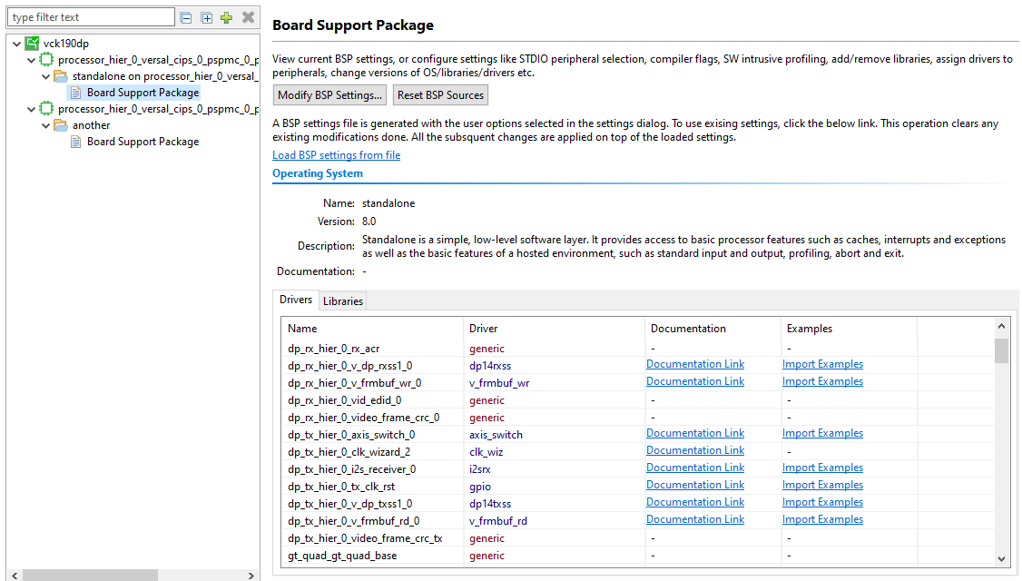 type filter text
vck190dp
processor_hier_0_versal_cips_0_pspmc_0_p
standalone on processor_hier_0_versal_
Board Support Package
processor_hier_0_versal_cips_0_pspmc_0_p
another
Board Support Package
Board Support Package
View current BSP settings, or configure settings like STDIO peripheral selection, compiler flags, SW intrusive profiling, add/remove libraries, assign drivers to
peripherals, change versions of OS/libraries/drivers etc.
Modify BSP Settings... Reset BSP Sources
A BSP settings file is generated with the user options selected in the settings dialog. To use exising settings, click the below link. This operation clears any
existing modifications done. All the subsquent changes are applied on top of the loaded settings.
Load BSP settings from file
Operating System
Name: standalone
Version: 8.0
Description: Standalone is a simple, low-level software layer. It provides access to basic processor features such as caches, interrupts and exceptions
as well as the basic features of a hosted environment, such as standard input and output, profiling, abort and exit.
Documentation: -
Drivers Libraries
Name Driver Documentation Examples
dp_rx_hier_0_rx_acr generic - -
dp_rx_hier_0_v_dp_rxss1_0 dp14rxss Documentation Link Import Examples
dp_rx_hier_0_v_frmbuf_wr_0 v_frmbuf_wr Documentation Link Import Examples
dp_rx_hier_0_vid_edid_0 generic - -
dp_rx_hier_0_video_frame_crc_0 generic - -
dp_tx_hier_0_axis_switch_0 axis_switch Documentation Link Import Examples
dp_tx_hier_0_clk_wizard_2 clk_wiz Documentation Link -
dp_tx_hier_0_i2s_receiver_0 i2srx Documentation Link Import Examples
dp_tx_hier_0_tx_clk_rst gpio Documentation Link Import Examples
dp_tx_hier_0_v_dp_txss1_0 dp14txss Documentation Link Import Examples
dp_tx_hier_0_v_frmbuf_rd_0 v_frmbuf_rd Documentation Link Import Examples
dp_tx_hier_0_video_frame_crc_tx generic - -
gt_quad_gt_quad_base generic - -